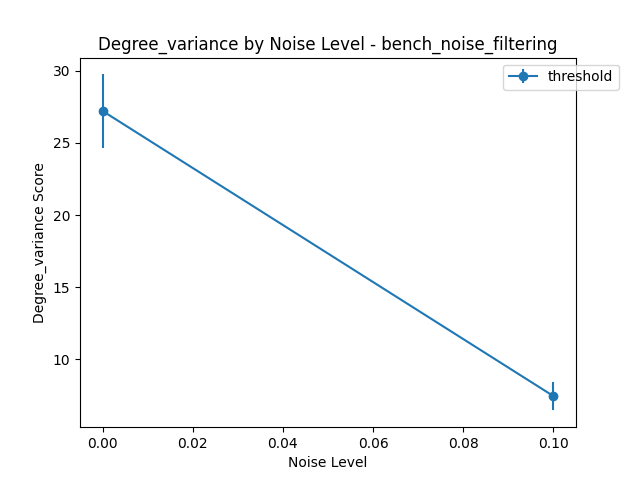 Degree_variance by Noise Level - bench_noise_filtering
threshold
30
25
20
15
10
Degree_variance Score
0.00 0.02 0.04 0.06 0.08 0.10
Noise Level